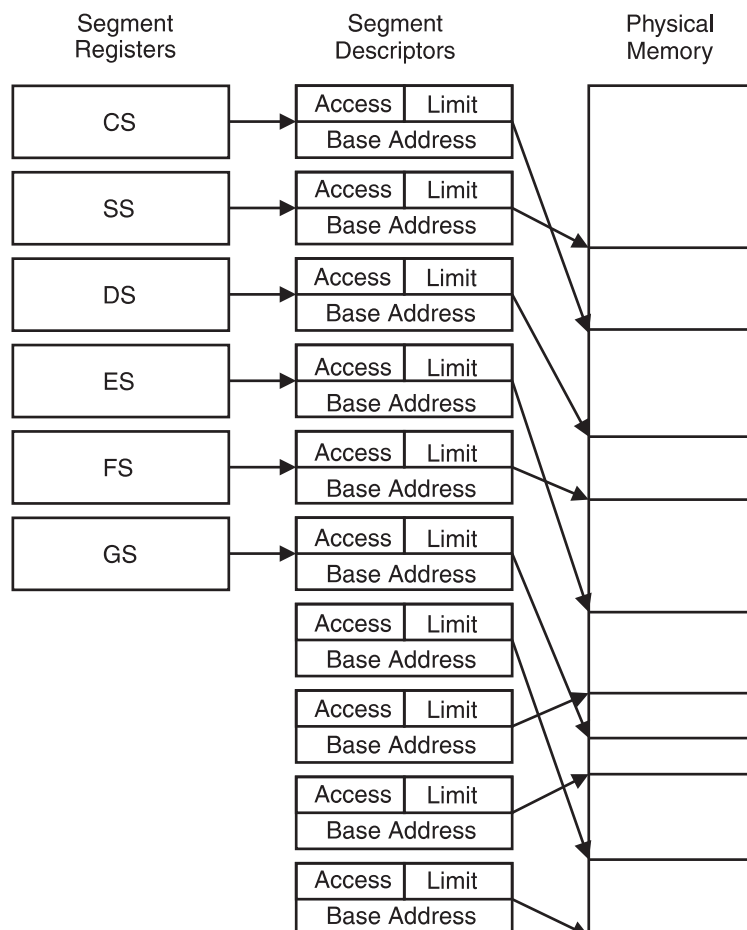 Segment
Registers
Segment
Descriptors
Physical
Memory
CS
Access Limit
Base Address
SS
Access Limit
Base Address
DS
Access Limit
Base Address
ES
Access Limit
Base Address
FS
Access Limit
Base Address
GS
Access Limit
Base Address
Access Limit
Base Address
Access Limit
Base Address
Access Limit
Base Address
Access Limit
Base Address